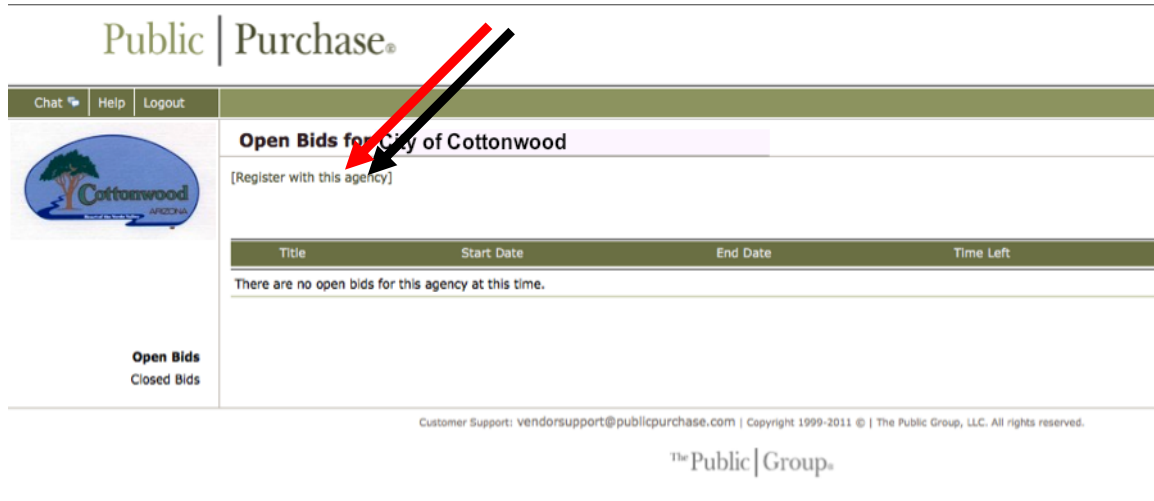 Public | Purchase®
Chat Help Logout
Open Bids for City of Cottonwood
[Register with this agency]
Cottonwood
ARIZONA
Title Start Date End Date Time Left
There are no open bids for this agency at this time.
Open Bids
Closed Bids
Customer Support: vendorsupport@publicpurchase.com | Copyright 1999-2011 © | The Public Group, LLC. All rights reserved.
The Public | Group®